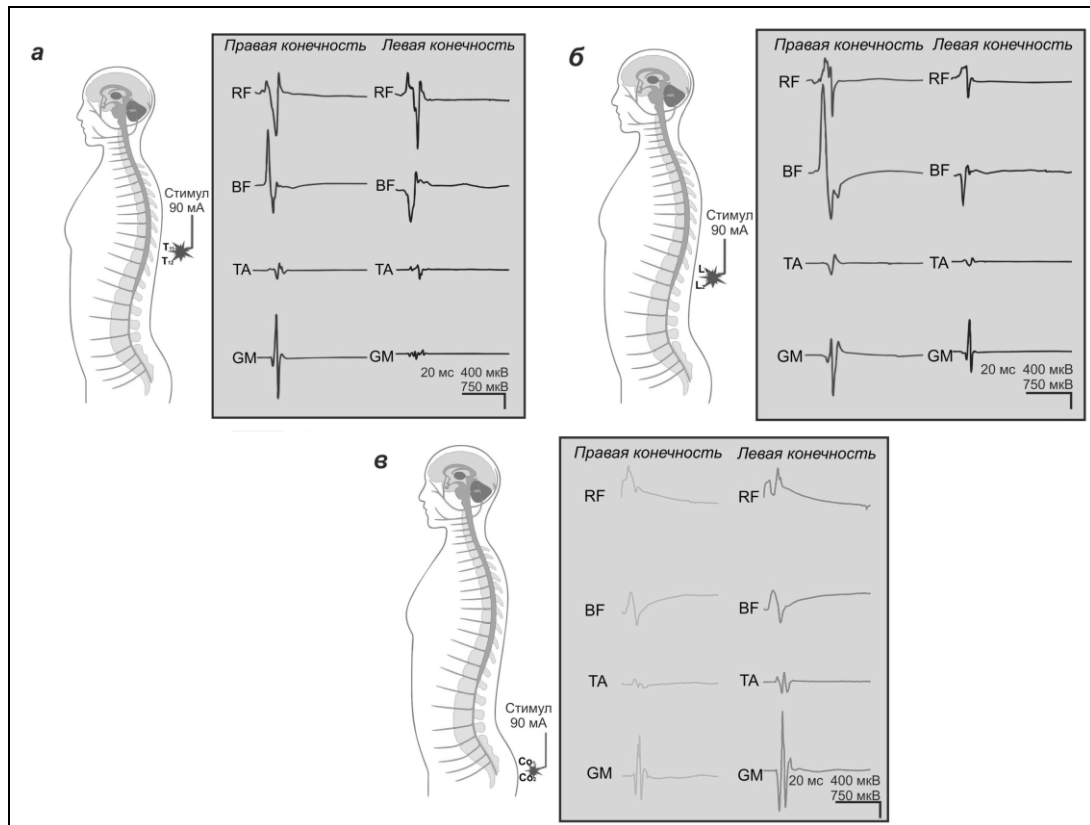 а
Правая конечность Левая конечность
RF RF
BF BF
TA TA
GM GM
Стимул
90 мА
T₁₂
20 мс 400 мкВ
750 мкВ
б
Правая конечность Левая конечность
RF RF
BF BF
TA TA
GM GM
Стимул
90 мА
20 мс 400 мкВ
750 мкВ
в
Правая конечность Левая конечность
RF RF
BF BF
TA TA
GM GM
Стимул
90 мА
Co₂
20 мс 400 мкВ
750 мкВ